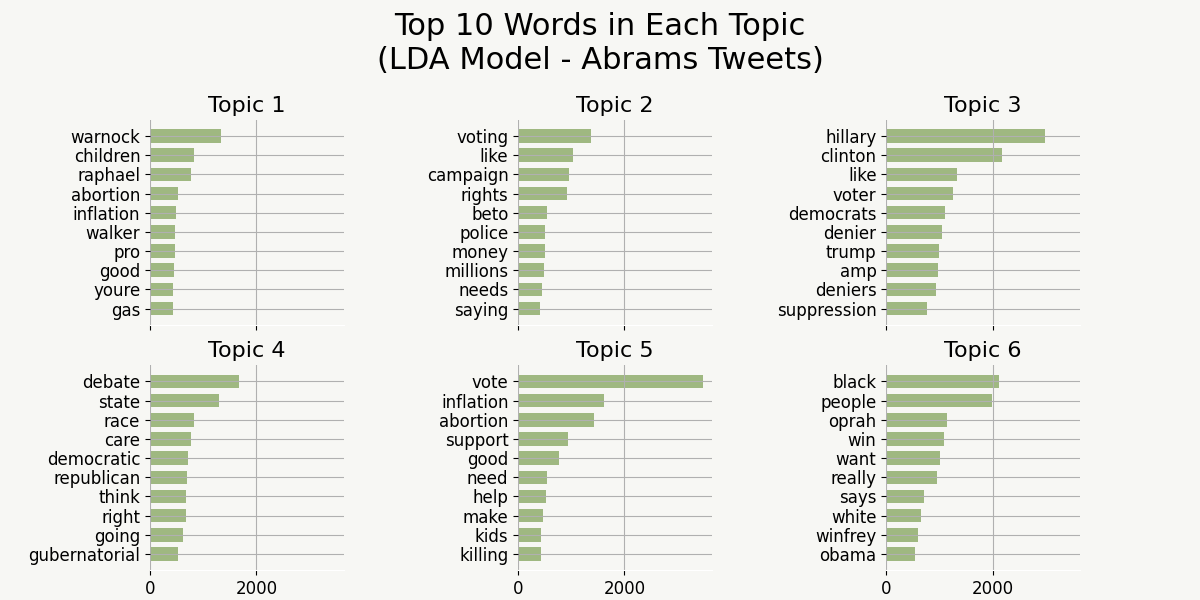 Top 10 Words in Each Topic
(LDA Model - Abrams Tweets)
Topic 1
warnock
children
raphael
abortion
inflation
walker
pro
good
youre
gas
Topic 2
voting
like
campaign
rights
beto
police
money
millions
needs
saying
Topic 3
hillary
clinton
like
voter
democrats
denier
trump
amp
deniers
suppression
Topic 4
debate
state
race
care
democratic
republican
think
right
going
gubernatorial
0 2000
Topic 5
vote
inflation
abortion
support
good
need
help
make
kids
killing
0 2000
Topic 6
black
people
oprah
win
want
really
says
white
winfrey
obama
0 2000